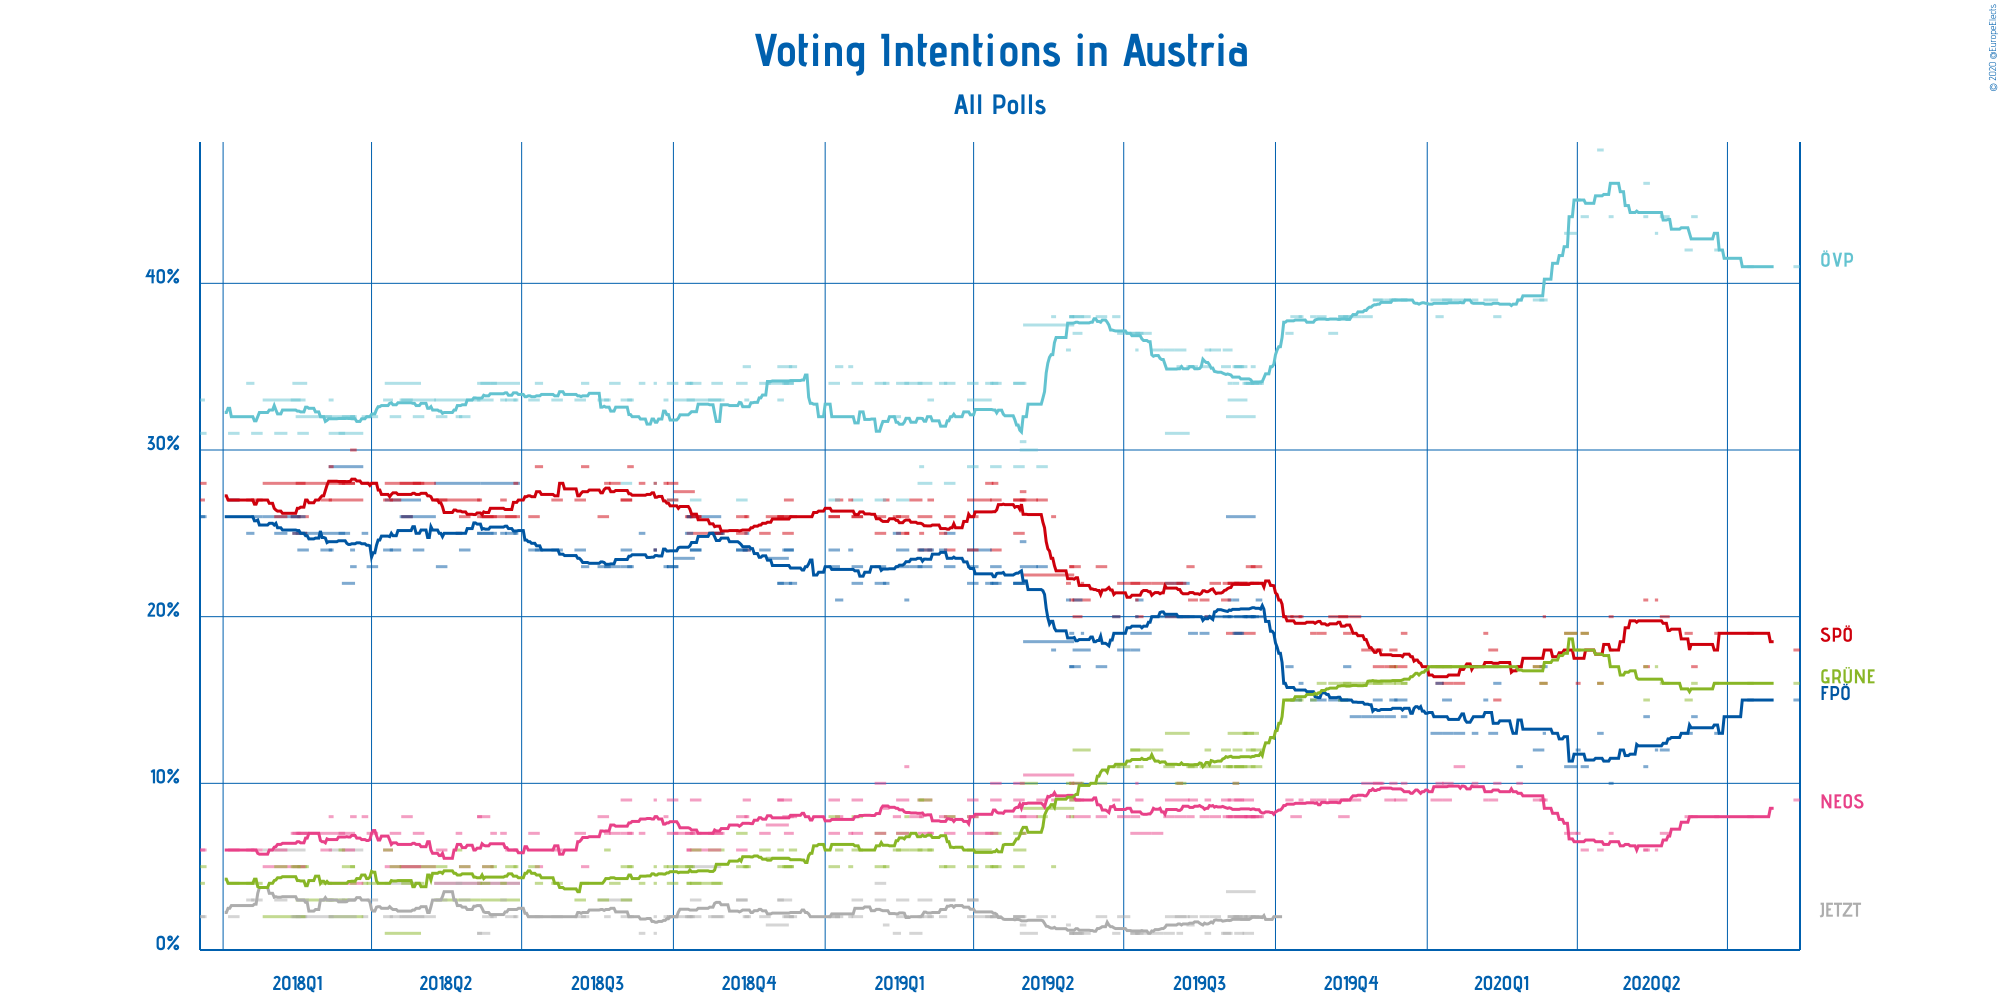 Voting Intentions in Austria
© 2020 @EuropeElects
All Polls
40%
ÖVP
30%
20%
SPÖ
GRÜNE
FPÖ
10%
NEOS
JETZT
0%
2018Q1 2018Q2 2018Q3 2018Q4 2019Q1 2019Q2 2019Q3 2019Q4 2020Q1 2020Q2